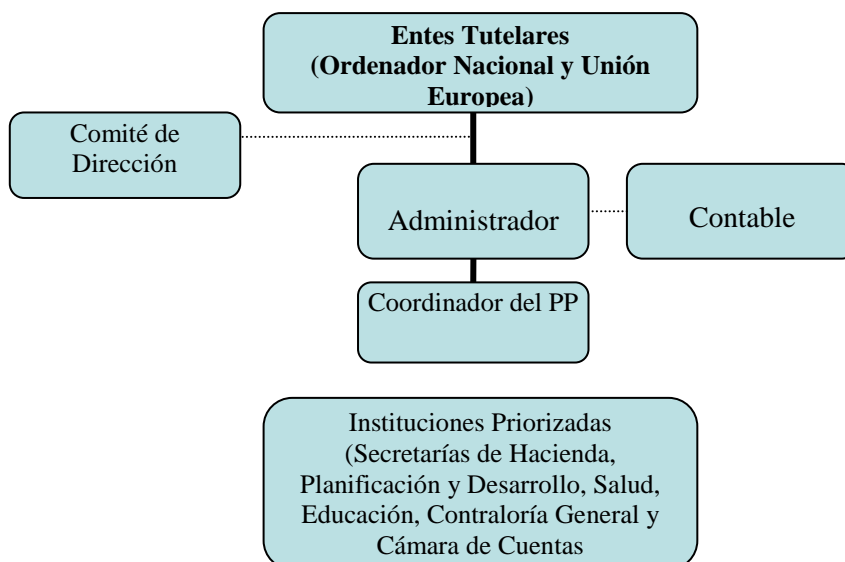 Entes Tutelares
(Ordenador Nacional y Unión
Europea)
Comité de
Dirección
Administrador
Contable
Coordinador del PP
Instituciones Priorizadas
(Secretarías de Hacienda,
Planificación y Desarrollo, Salud,
Educación, Contraloría General y
Cámara de Cuentas